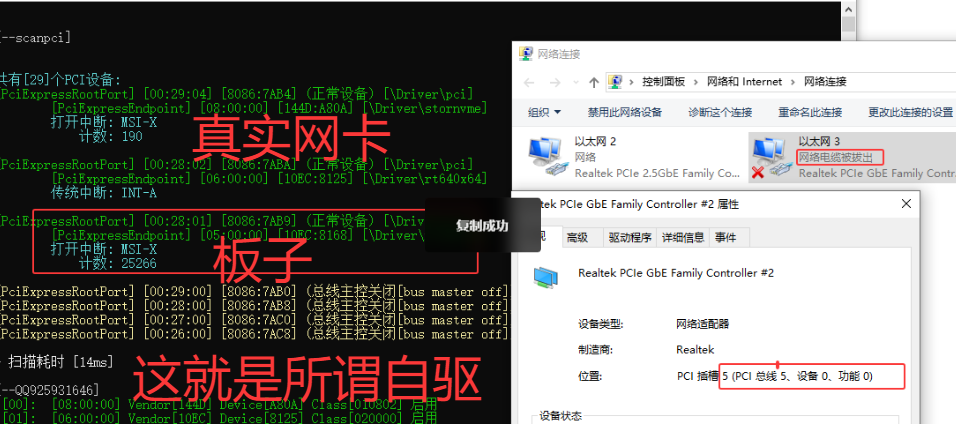 [--scanpci]
共有[29]个PCI设备:
[PciExpressRootPort] [00:29:04] [8086:7AB4] (正常设备) [\Driver\pci]
[PciExpressEndpoint] [08:00:00] [144D:A80A] [\Driver\stornvme]
打开中断: MSI-X
计数: 190
真实网卡
[PciExpressRootPort] [00:28:02] [8086:7ABA] (正常设备) [\Driver\pci]
[PciExpressEndpoint] [06:00:00] [10EC:8125] [\Driver\rt640x64]
传统中断: INT-A
[PciExpressRootPort] [00:28:01] [8086:7AB9] (正常设备) [\Driv
[PciExpressEndpoint] [05:00:00] [10EC:8168] [\Driver\
打开中断: MSI-X
计数: 25266
板子
[PciExpressRootPort] [00:29:00] [8086:7AB0] (总线主控关闭[bus master off]
[PciExpressRootPort] [00:28:00] [8086:7AB8] (总线主控关闭[bus master off]
[PciExpressRootPort] [00:27:00] [8086:7AC0] (总线主控关闭[bus master off]
[PciExpressRootPort] [00:26:00] [8086:7AC8] (总线主控关闭[bus master off]
扫描耗时 [14ms]
这就是所谓自驱
[--QQ925931646]
[00]: [08:00:00] Vendor[144D] Device[A80A] Class[010802] 启用
[01]: [06:00:00] Vendor[10EC] Device[8125] Class[020000] 启用
复制成功
网络连接
控制面板 › 网络和 Internet › 网络连接
组织 禁用此网络设备 诊断这个连接 重命名此连接 更改此连接的设置
以太网 2
网络
Realtek PCIe 2.5GbE Family Co...
以太网 3
网络电缆被拔出
Realtek PCIe GbE Family Contr
tek PCIe GbE Family Controller #2 属性
规 高级 驱动程序 详细信息 事件
Realtek PCIe GbE Family Controller #2
设备类型: 网络适配器
制造商: Realtek
位置: PCI 插槽 5 (PCI 总线 5、设备 0、功能 0)
设备状态